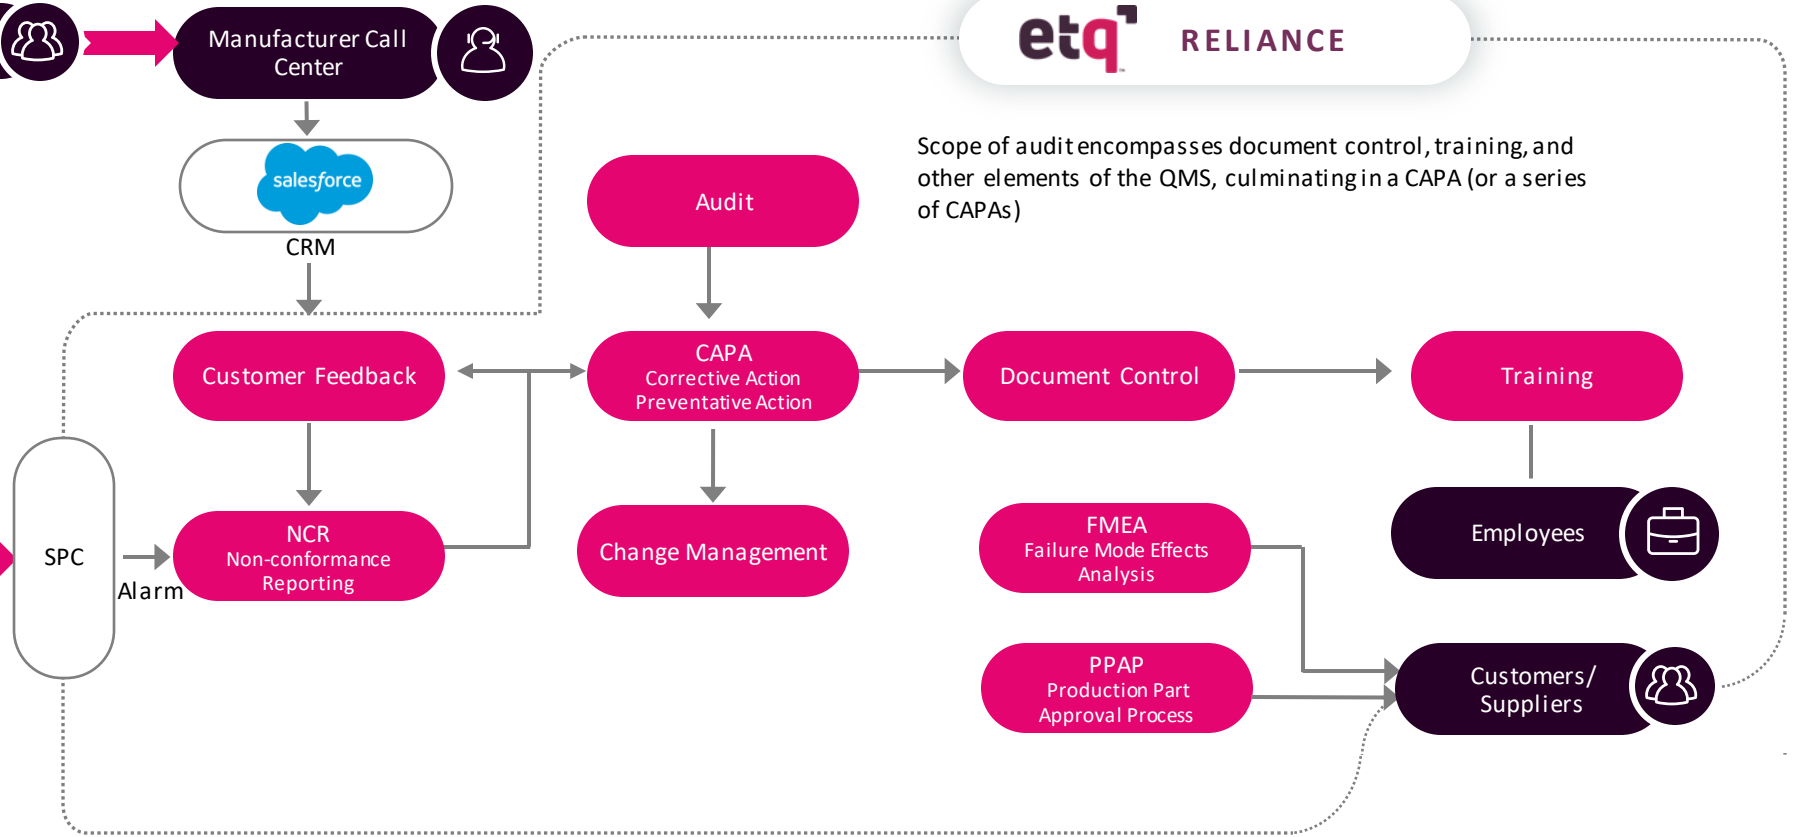 Manufacturer Call
Center
etq RELIANCE
salesforce
CRM
Scope of audit encompasses document control, training, and
other elements of the QMS, culminating in a CAPA (or a series
of CAPAs)
Audit
Customer Feedback
CAPA
Corrective Action
Preventative Action
Document Control
Training
SPC
Alarm
NCR
Non-conformance
Reporting
Change Management
FMEA
Failure Mode Effects
Analysis
Employees
PPAP
Production Part
Approval Process
Customers/
Suppliers